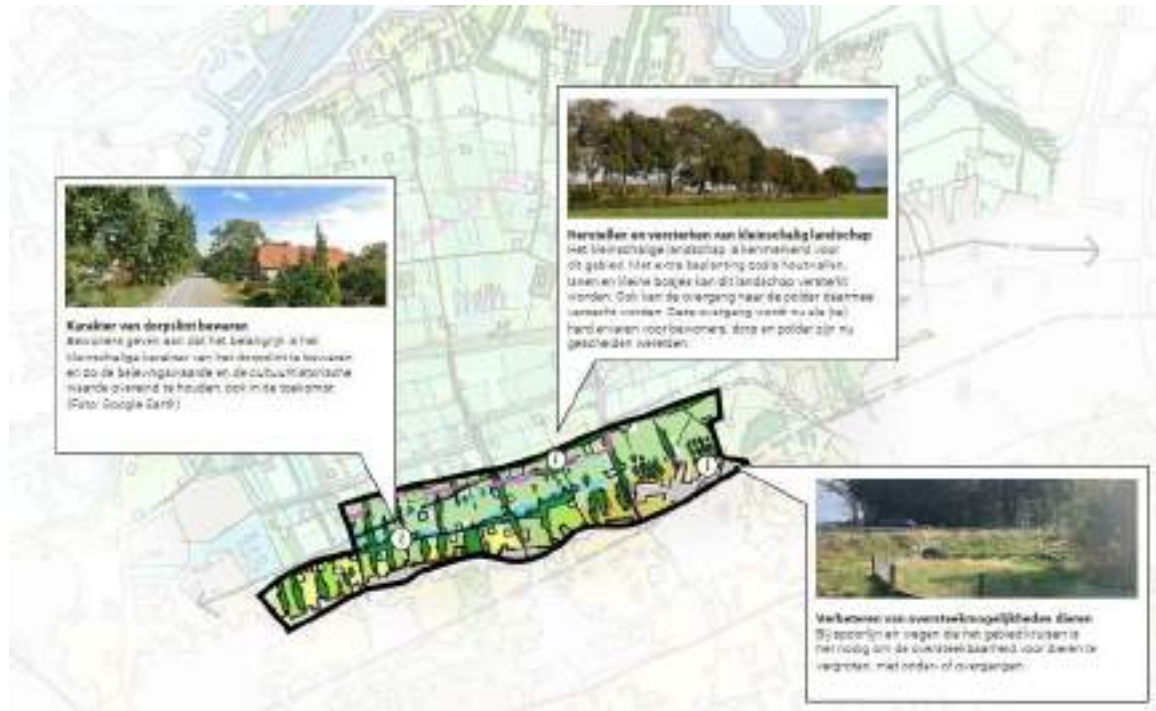 Karakter van dorpslint bewaren
Bewoners geven aan dat het belangrijk is het
kleinschalige karakter van het dorpslint te bewaren
en zo de belevingswaarde en de cultuurhistorische
waarde overeind te houden, ook in de toekomst.
(Foto: Google Earth)
Herstellen en versterken van kleinschalig landschap
Het kleinschalige landschap is kenmerkend voor
dit gebied. Met extra beplanting zoals houtwallen,
lanen en kleine bosjes kan dit landschap versterkt
worden. Ook kan de overgang naar de polder daarmee
verzacht worden. Deze overgang wordt nu als (te)
hard ervaren voor bewoners, dorp en polder zijn nu
gescheiden werelden.
Verbeteren van oversteekmogelijkheden dieren
Bij spoorlijn en wegen die het gebied kruisen is
het nodig om de oversteekbaarheid voor dieren te
vergroten, met onder- of overgangen.